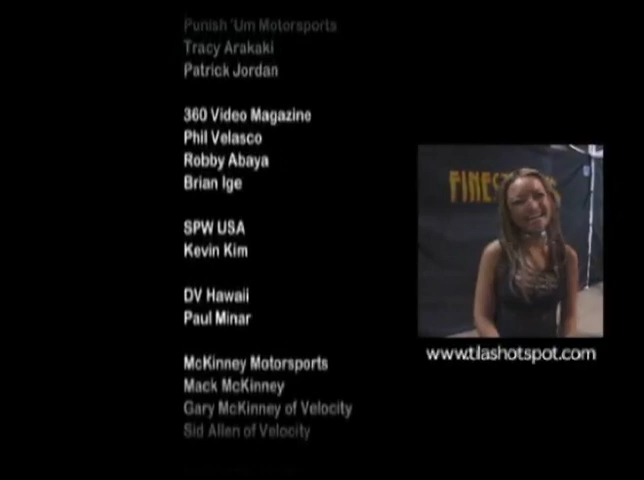 Punish 'Um Motorsports
Tracy Arakaki
Patrick Jordan
360 Video Magazine
Phil Velasco
Robby Abaya
Brian Ige
SPW USA
Kevin Kim
DV Hawaii
Paul Minar
McKinney Motorsports
Mack McKinney
Gary McKinney of Velocity
Sid Allen of Velocity
www.tilashotspot.com